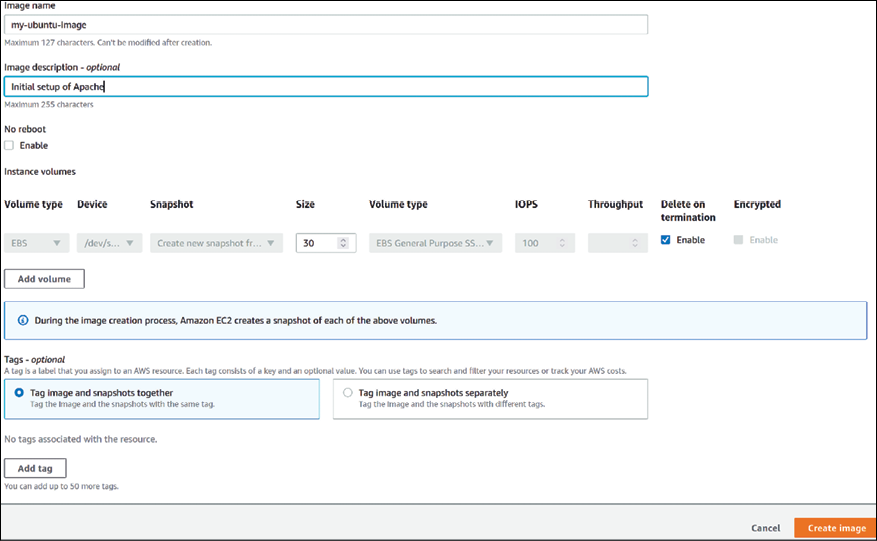 Image name
my-ubuntu-image
Maximum 127 characters. Can't be modified after creation.
Image description - optional
Initial setup of Apache
Maximum 255 characters
No reboot
Enable
Instance volumes
Volume type Device Snapshot Size Volume type IOPS Throughput Delete on termination Encrypted
EBS /dev/s... Create new snapshot fr... 30 EBS General Purpose SS... 100 Enable Enable
Add volume
During the image creation process, Amazon EC2 creates a snapshot of each of the above volumes.
Tags - optional
A tag is a label that you assign to an AWS resource. Each tag consists of a key and an optional value. You can use tags to search and filter your resources or track your AWS costs.
Tag image and snapshots together
Tag the image and the snapshots with the same tag.
Tag image and snapshots separately
Tag the image and the snapshots with different tags.
No tags associated with the resource.
Add tag
You can add up to 50 more tags.
Cancel Create image